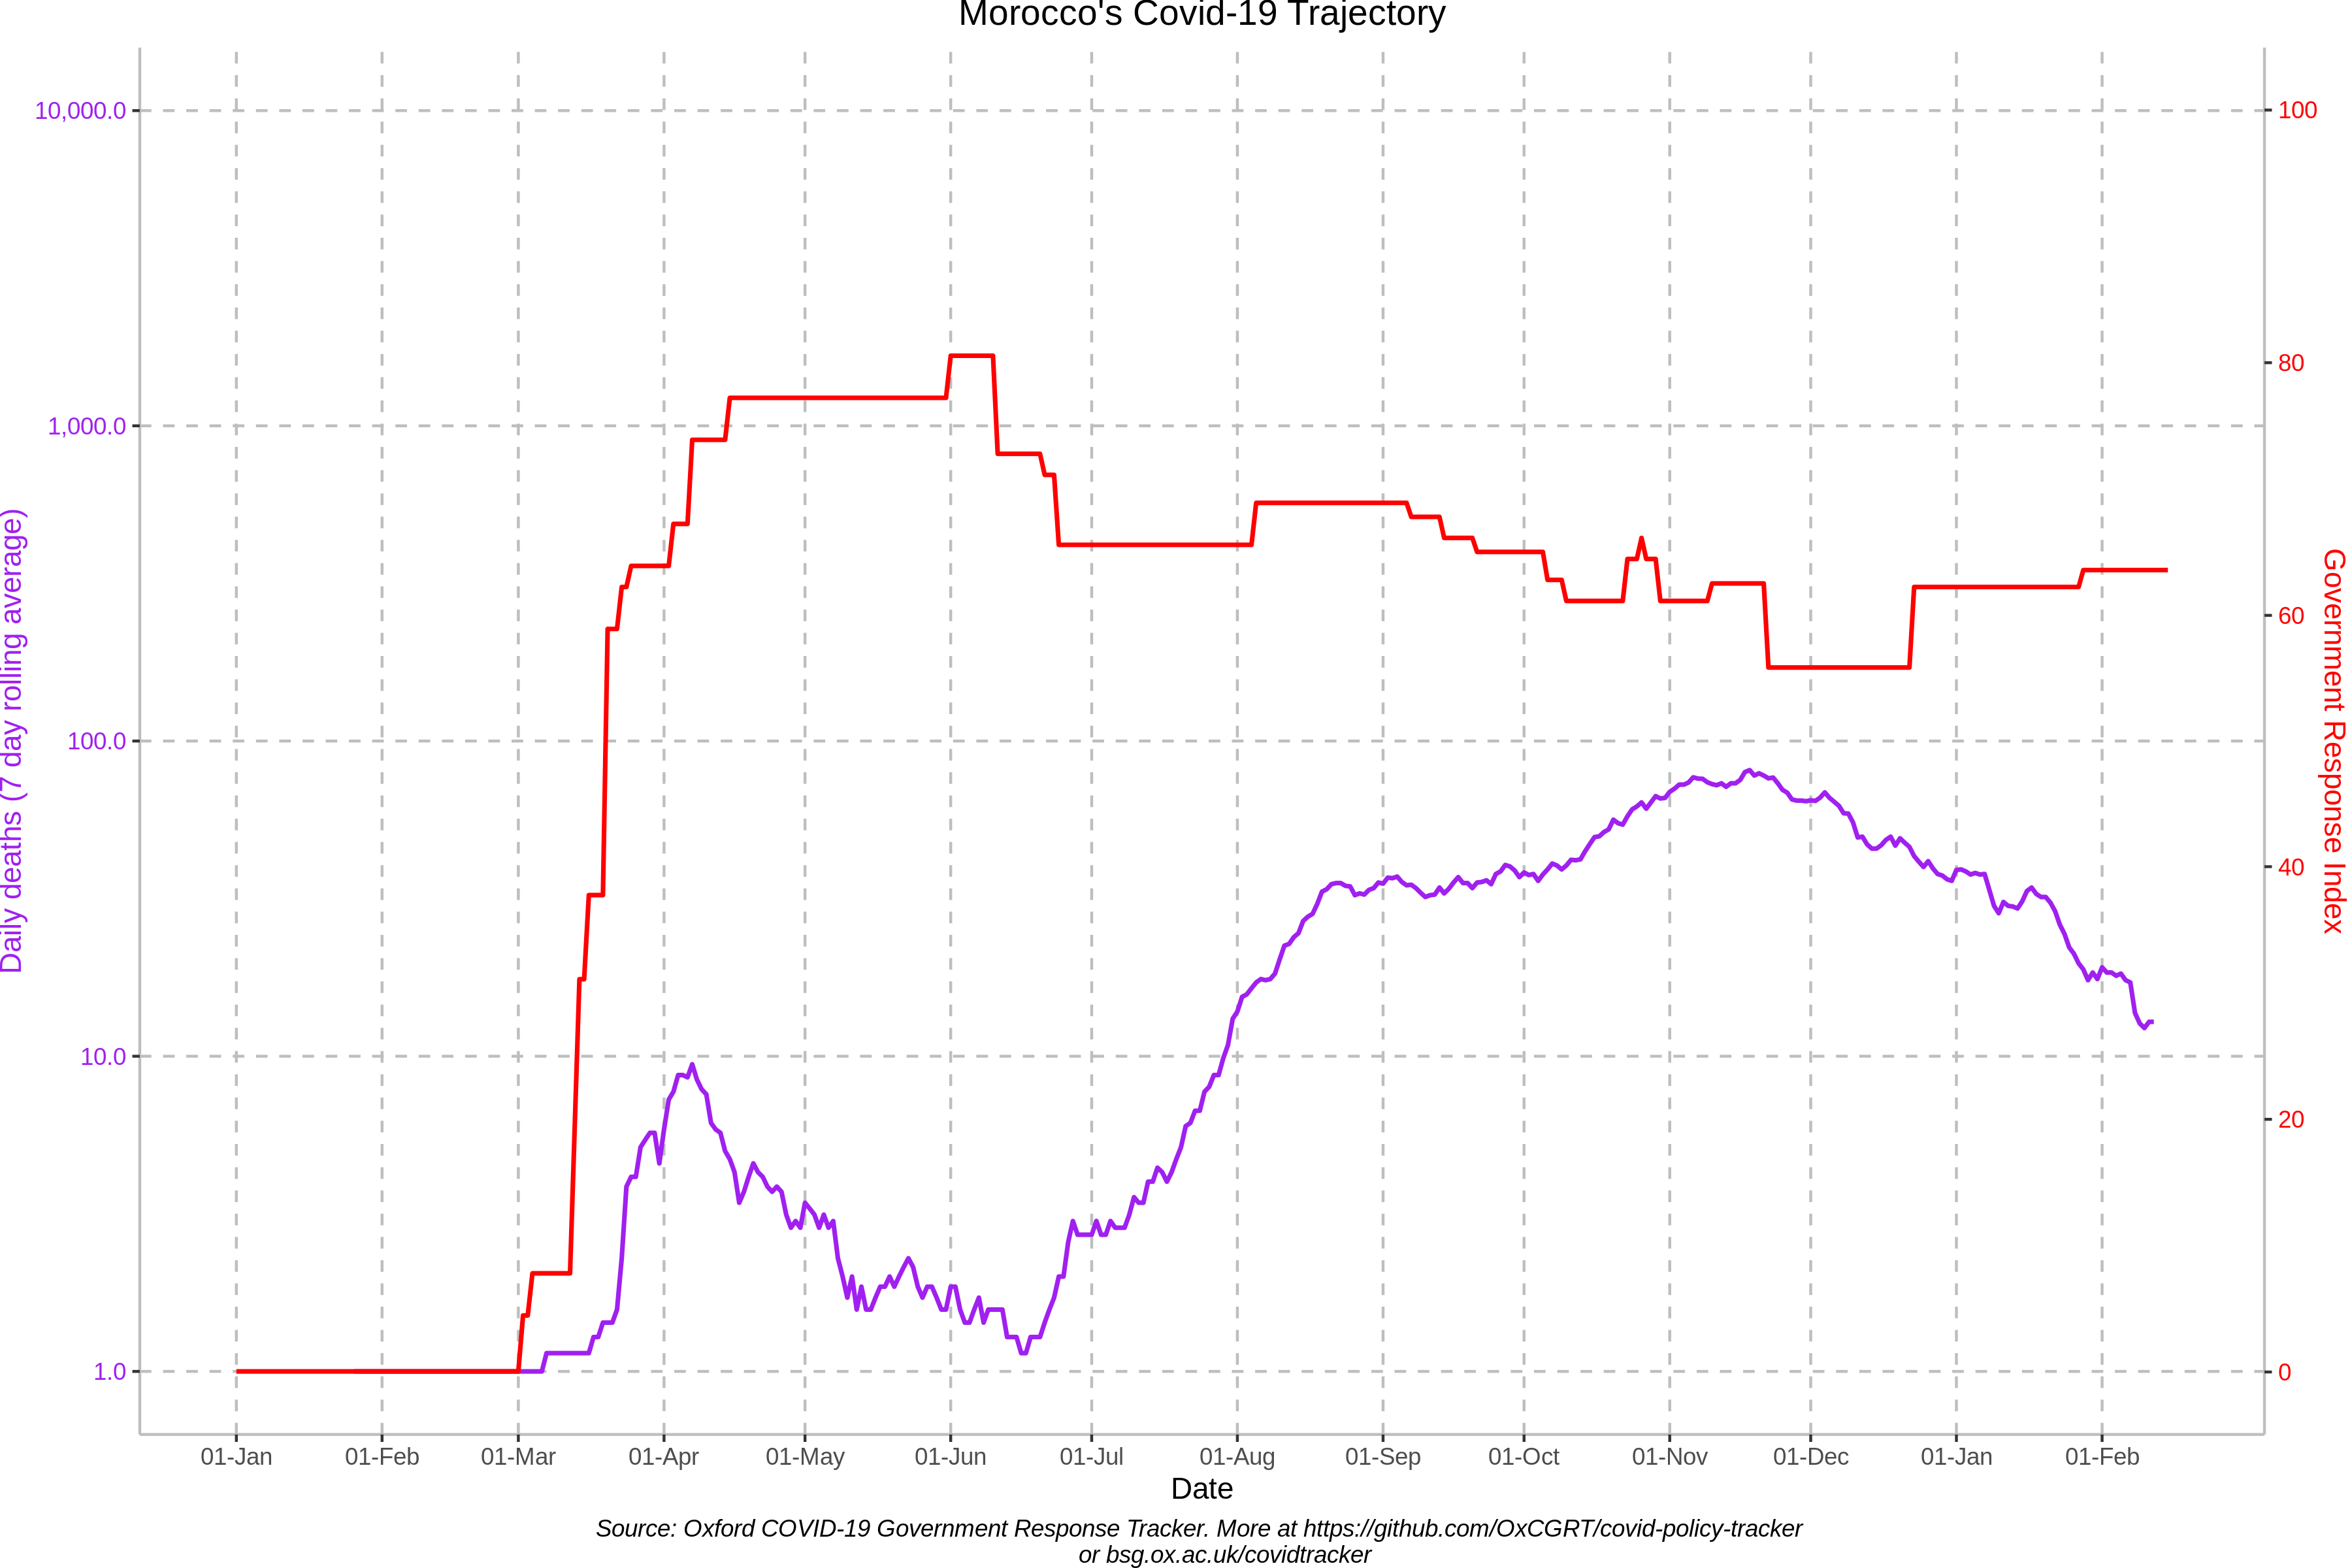 Morocco's Covid-19 Trajectory
10,000.0
1,000.0
100.0
10.0
1.0
Daily deaths (7 day rolling average)
100
80
60
40
20
0
Government Response Index
01-Jan 01-Feb 01-Mar 01-Apr 01-May 01-Jun 01-Jul 01-Aug 01-Sep 01-Oct 01-Nov 01-Dec 01-Jan 01-Feb
Date
Source: Oxford COVID-19 Government Response Tracker. More at https://github.com/OxCGRT/covid-policy-tracker
or bsg.ox.ac.uk/covidtracker